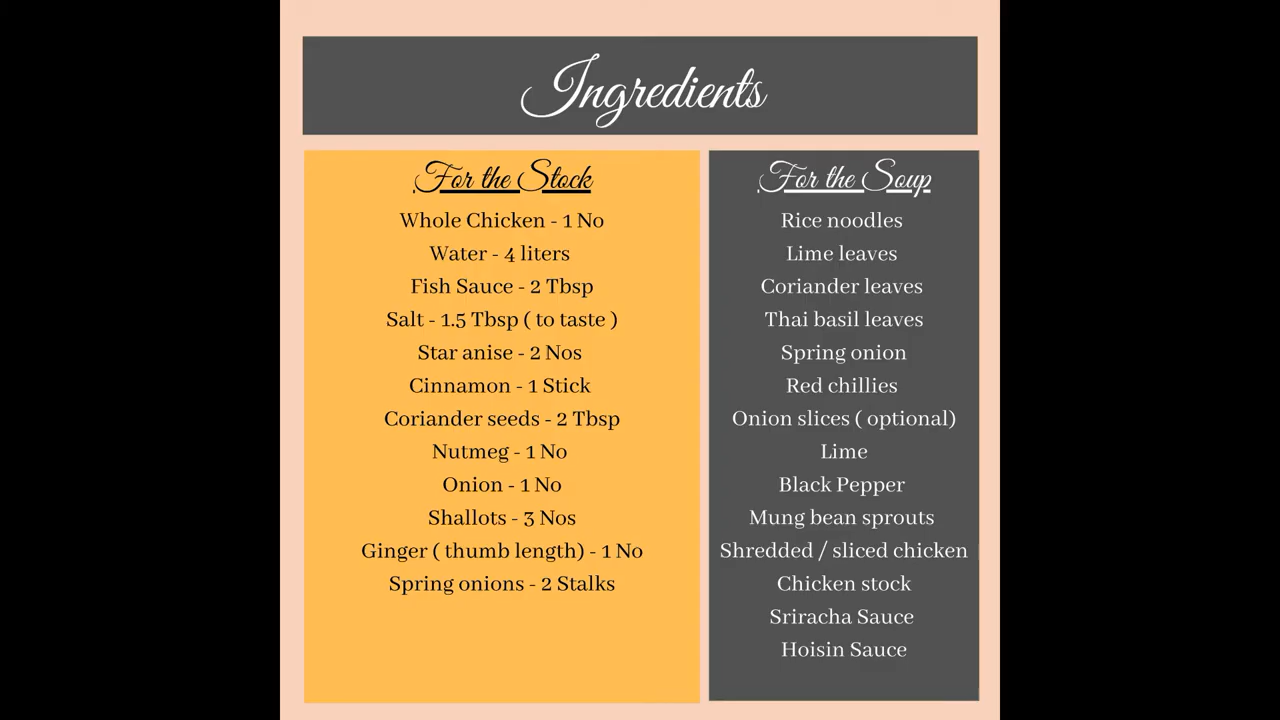 Ingredients
For the Stock
Whole Chicken - 1 No
Water - 4 liters
Fish Sauce - 2 Tbsp
Salt - 1.5 Tbsp ( to taste )
Star anise - 2 Nos
Cinnamon - 1 Stick
Coriander seeds - 2 Tbsp
Nutmeg - 1 No
Onion - 1 No
Shallots - 3 Nos
Ginger ( thumb length) - 1 No
Spring onions - 2 Stalks
For the Soup
Rice noodles
Lime leaves
Coriander leaves
Thai basil leaves
Spring onion
Red chillies
Onion slices ( optional)
Lime
Black Pepper
Mung bean sprouts
Shredded / sliced chicken
Chicken stock
Sriracha Sauce
Hoisin Sauce